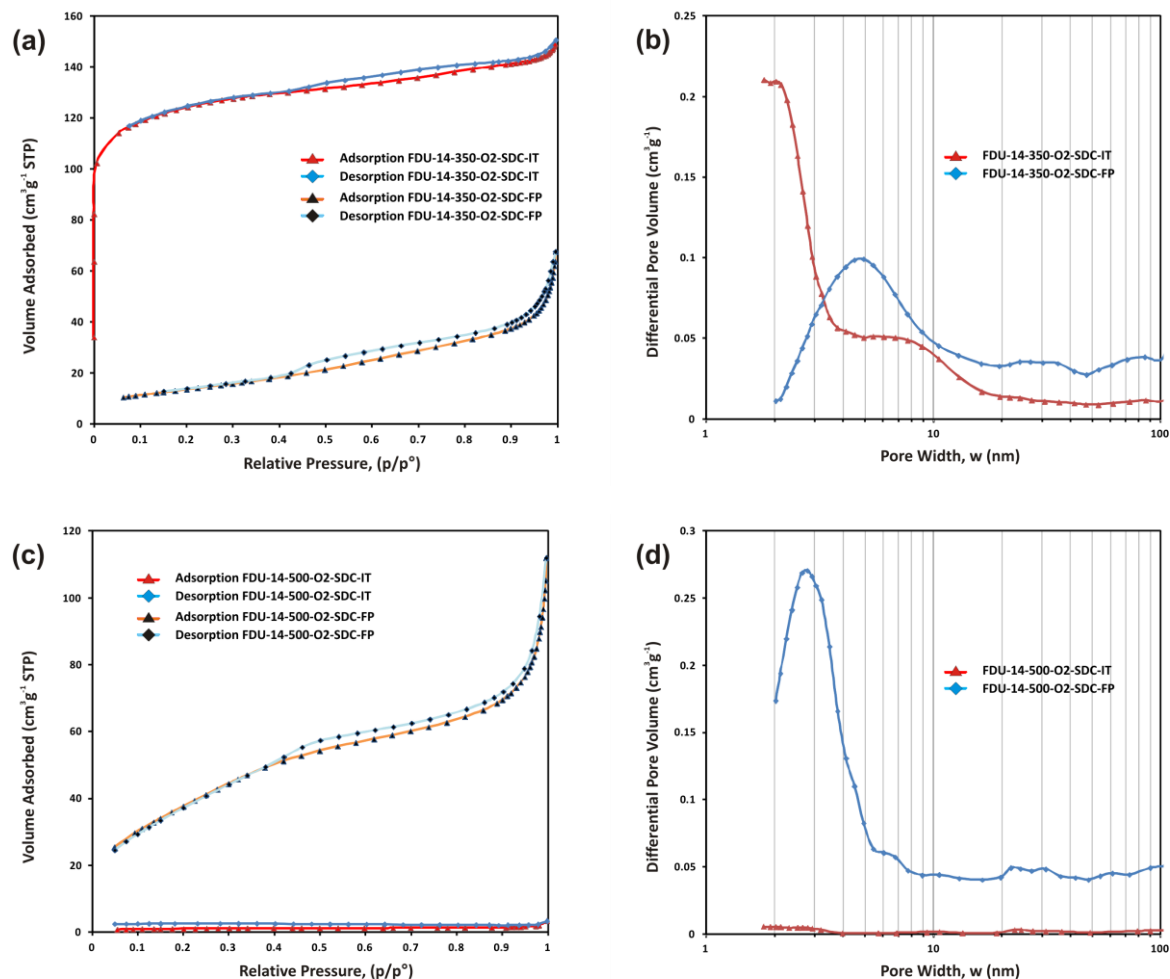 (a)
160
140
120
100
80
60
40
20
0
Volume Adsorbed (cm³g⁻¹ STP)
Adsorption FDU-14-350-O2-SDC-IT
Desorption FDU-14-350-O2-SDC-IT
Adsorption FDU-14-350-O2-SDC-FP
Desorption FDU-14-350-O2-SDC-FP
0 0.1 0.2 0.3 0.4 0.5 0.6 0.7 0.8 0.9 1
Relative Pressure, (p/p°)
(b)
0.25
0.2
0.15
0.1
0.05
0
Differential Pore Volume (cm³g⁻¹)
FDU-14-350-O2-SDC-IT
FDU-14-350-O2-SDC-FP
1 10 100
Pore Width, w (nm)
(c)
120
100
80
60
40
20
0
Volume Adsorbed (cm³g⁻¹ STP)
Adsorption FDU-14-500-O2-SDC-IT
Desorption FDU-14-500-O2-SDC-IT
Adsorption FDU-14-500-O2-SDC-FP
Desorption FDU-14-500-O2-SDC-FP
0 0.1 0.2 0.3 0.4 0.5 0.6 0.7 0.8 0.9 1
Relative Pressure, (p/p°)
(d)
0.3
0.25
0.2
0.15
0.1
0.05
0
Differential Pore Volume (cm³g⁻¹)
FDU-14-500-O2-SDC-IT
FDU-14-500-O2-SDC-FP
1 10 100
Pore Width, w (nm)